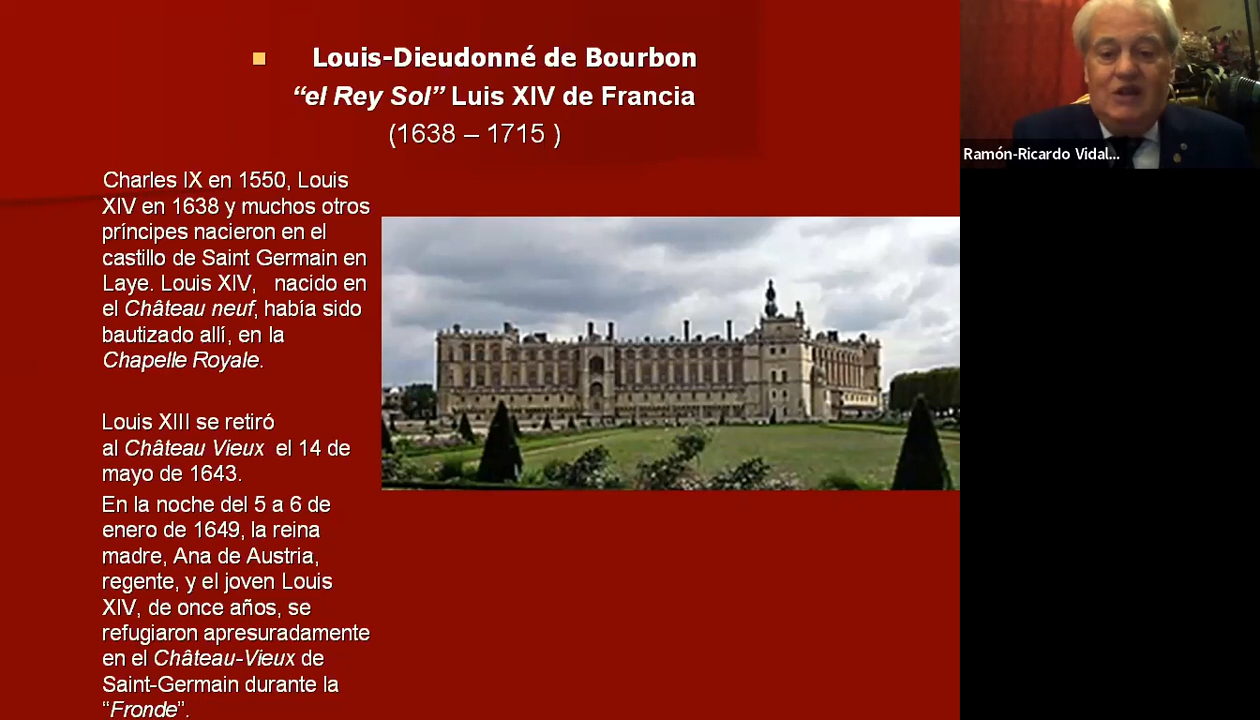 Louis-Dieudonné de Bourbon
“el Rey Sol” Luis XIV de Francia
(1638 – 1715 )
Charles IX en 1550, Louis
XIV en 1638 y muchos otros
príncipes nacieron en el
castillo de Saint Germain en
Laye. Louis XIV, nacido en
el Château neuf, había sido
bautizado allí, en la
Chapelle Royale.
Louis XIII se retiró
al Château Vieux el 14 de
mayo de 1643.
En la noche del 5 a 6 de
enero de 1649, la reina
madre, Ana de Austria,
regente, y el joven Louis
XIV, de once años, se
refugiaron apresuradamente
en el Château-Vieux de
Saint-Germain durante la
“Fronde”.
Ramón-Ricardo Vidal...